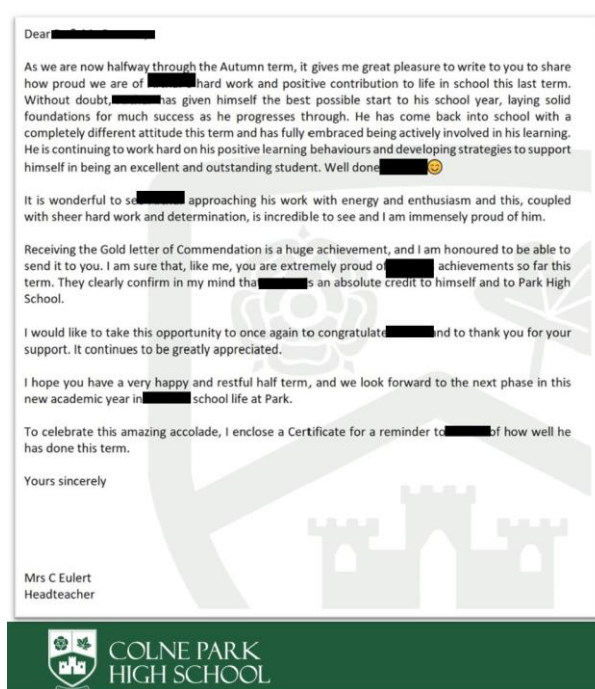 Dear
As we are now halfway through the Autumn term, it gives me great pleasure to write to you to share
how proud we are of hard work and positive contribution to life in school this last term.
Without doubt, has given himself the best possible start to his school year, laying solid
foundations for much success as he progresses through. He has come back into school with a
completely different attitude this term and has fully embraced being actively involved in his learning.
He is continuing to work hard on his positive learning behaviours and developing strategies to support
himself in being an excellent and outstanding student. Well done 😊
It is wonderful to see approaching his work with energy and enthusiasm and this, coupled
with sheer hard work and determination, is incredible to see and I am immensely proud of him.
Receiving the Gold letter of Commendation is a huge achievement, and I am honoured to be able to
send it to you. I am sure that, like me, you are extremely proud of achievements so far this
term. They clearly confirm in my mind that is an absolute credit to himself and to Park High
School.
I would like to take this opportunity to once again to congratulate and to thank you for your
support. It continues to be greatly appreciated.
I hope you have a very happy and restful half term, and we look forward to the next phase in this
new academic year in school life at Park.
To celebrate this amazing accolade, I enclose a Certificate for a reminder to of how well he
has done this term.
Yours sincerely
Mrs C Eulert
Headteacher
COLNE PARK
HIGH SCHOOL